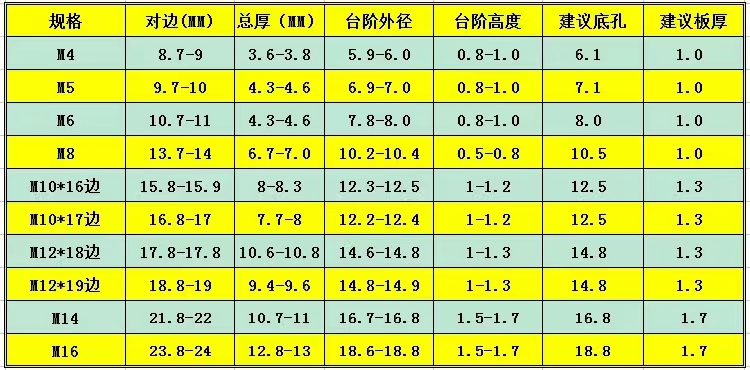 规格 对边(MM) 总厚（MM） 台阶外径 台阶高度 建议底孔 建议板厚
M4 8.7-9 3.6-3.8 5.9-6.0 0.8-1.0 6.1 1.0
M5 9.7-10 4.3-4.6 6.9-7.0 0.8-1.0 7.1 1.0
M6 10.7-11 4.3-4.6 7.8-8.0 0.8-1.0 8.0 1.0
M8 13.7-14 6.7-7.0 10.2-10.4 0.5-0.8 10.5 1.0
M10*16边 15.8-15.9 8-8.3 12.3-12.5 1-1.2 12.5 1.3
M10*17边 16.8-17 7.7-8 12.2-12.4 1-1.2 12.5 1.3
M12*18边 17.8-17.8 10.6-10.8 14.6-14.8 1-1.3 14.8 1.3
M12*19边 18.8-19 9.4-9.6 14.8-14.9 1-1.3 14.8 1.3
M14 21.8-22 10.7-11 16.7-16.8 1.5-1.7 16.8 1.7
M16 23.8-24 12.8-13 18.6-18.8 1.5-1.7 18.8 1.7